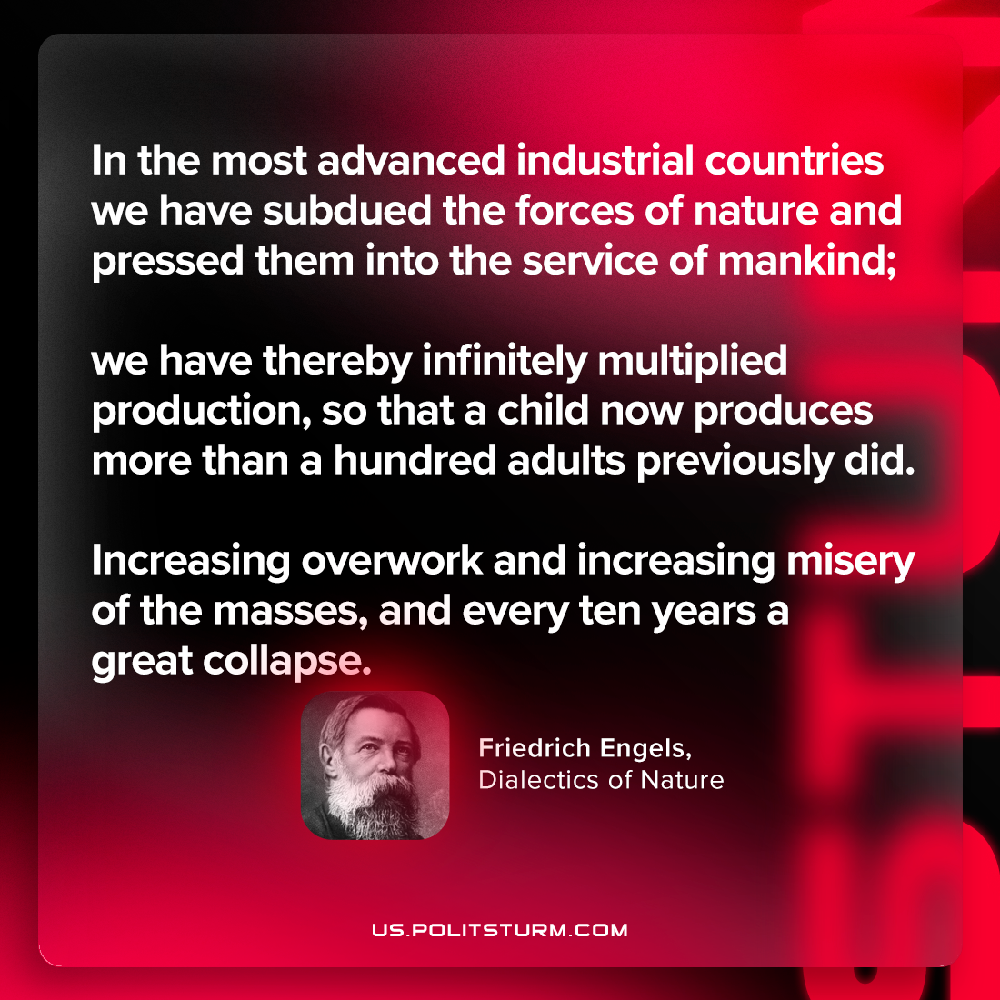 In the most advanced industrial countries
we have subdued the forces of nature and
pressed them into the service of mankind;
we have thereby infinitely multiplied
production, so that a child now produces
more than a hundred adults previously did.
Increasing overwork and increasing misery
of the masses, and every ten years a
great collapse.
Friedrich Engels,
Dialectics of Nature
US.POLITSTURM.COM